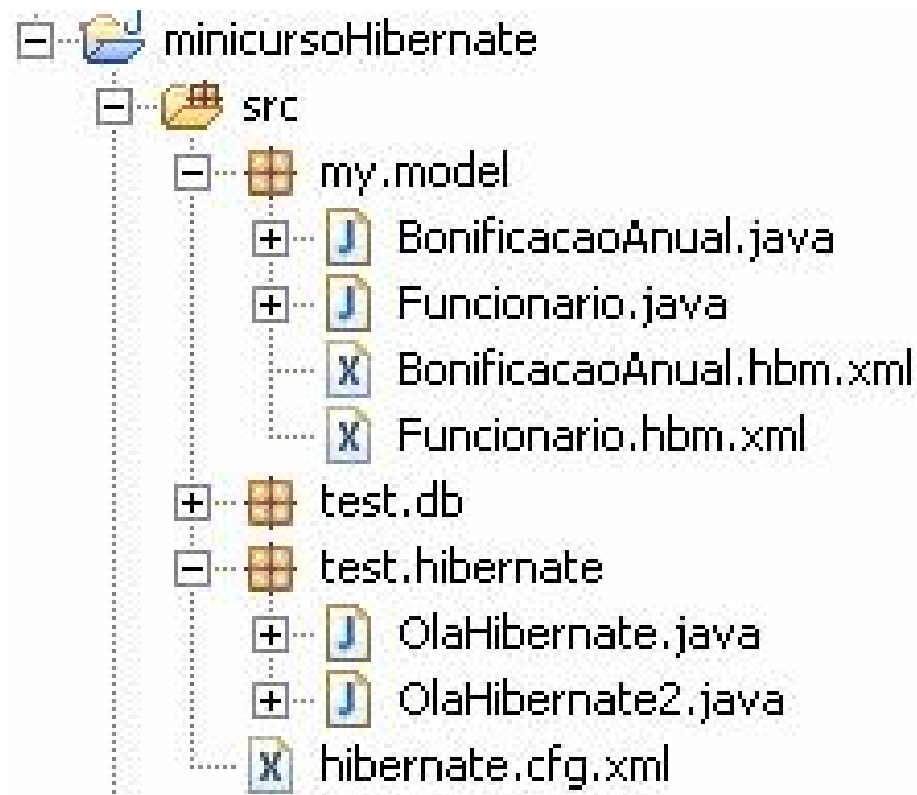 minicursoHibernate
src
my.model
BonificacaoAnual.java
Funcionario.java
BonificacaoAnual.hbm.xml
Funcionario.hbm.xml
test.db
test.hibernate
OlaHibernate.java
OlaHibernate2.java
hibernate.cfg.xml